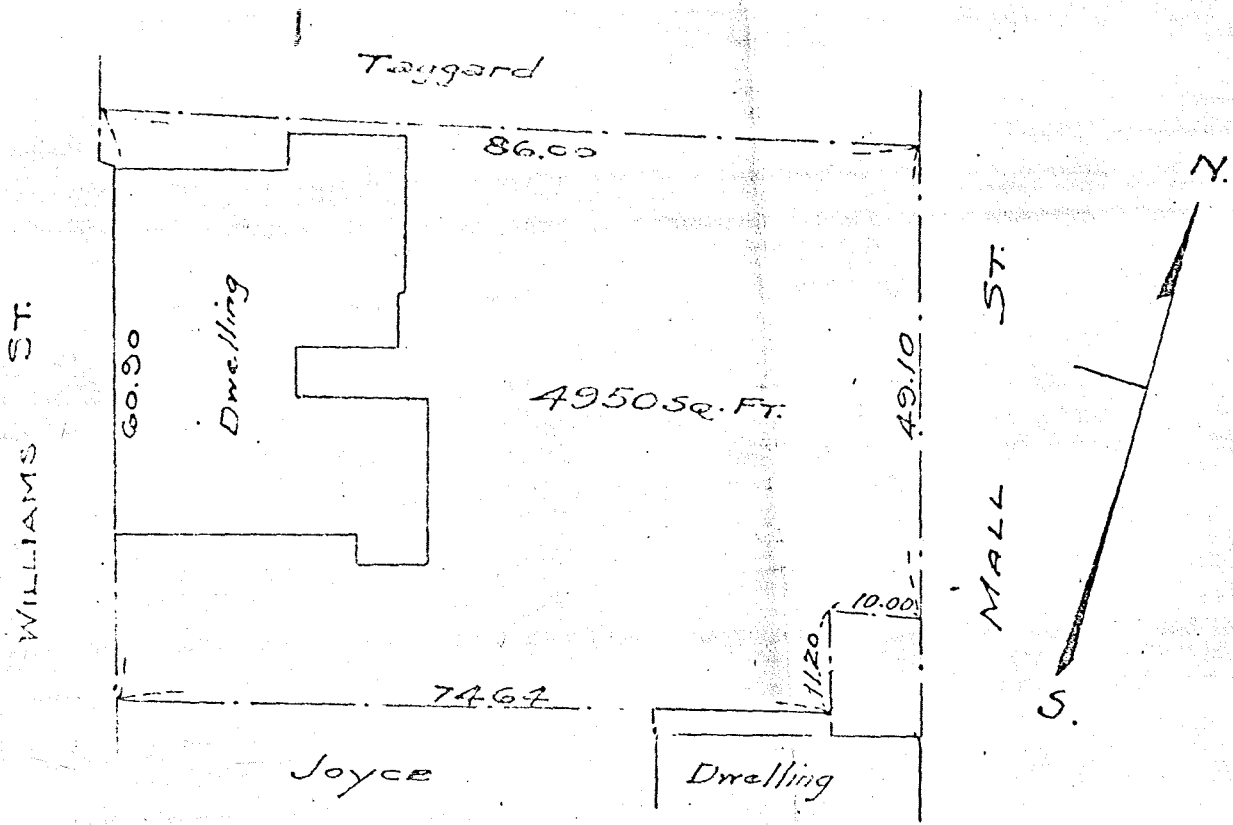 Taggard
86.00
N.
WILLIAMS ST.
60.90
Dwelling
4950 SQ. FT.
49.10
MALL ST.
10.00
11.20
74.64
S.
Joyce
Dwelling